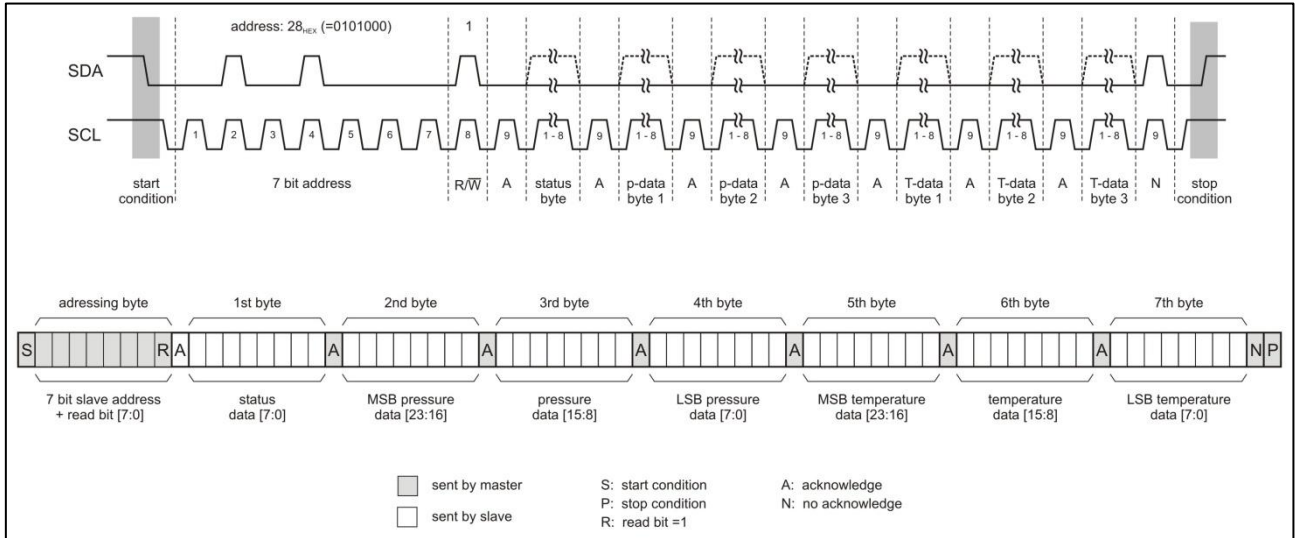 address: 28HEX (=0101000) 1
SDA
SCL 1 2 3 4 5 6 7 8 9 1 - 8 9 1 - 8 9 1 - 8 9 1 - 8 9 1 - 8 9 1 - 8 9 1 - 8 9
start condition
7 bit address
R/W̅
A
status byte
A
p-data byte 1
A
p-data byte 2
A
p-data byte 3
A
T-data byte 1
A
T-data byte 2
A
T-data byte 3
N
stop condition
adressing byte 1st byte 2nd byte 3rd byte 4th byte 5th byte 6th byte 7th byte
S R A A A A A A A N P
7 bit slave address + read bit [7:0]
status data [7:0]
MSB pressure data [23:16]
pressure data [15:8]
LSB pressure data [7:0]
MSB temperature data [23:16]
temperature data [15:8]
LSB temperature data [7:0]
sent by master
sent by slave
S: start condition
P: stop condition
R: read bit =1
A: acknowledge
N: no acknowledge